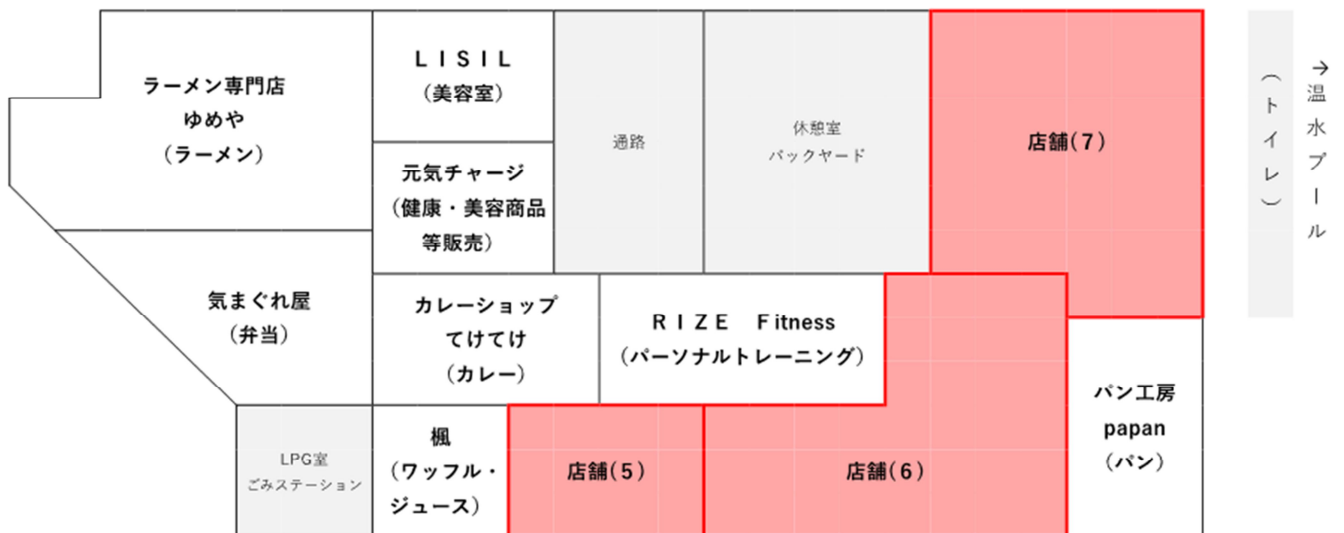 ラーメン専門店
ゆめや
（ラーメン）
ＬＩＳＩＬ
（美容室）
元気チャージ
（健康・美容商品
等販売）
通路
休憩室
バックヤード
店舗(７)
（トイレ）
→温水プール
気まぐれ屋
（弁当）
カレーショップ
てけてけ
（カレー）
ＲＩＺＥ　Ｆitness
（パーソナルトレーニング）
パン工房
papan
（パン）
LPG室
ごみステーション
楓
（ワッフル・
ジュース）
店舗(５)
店舗(６)